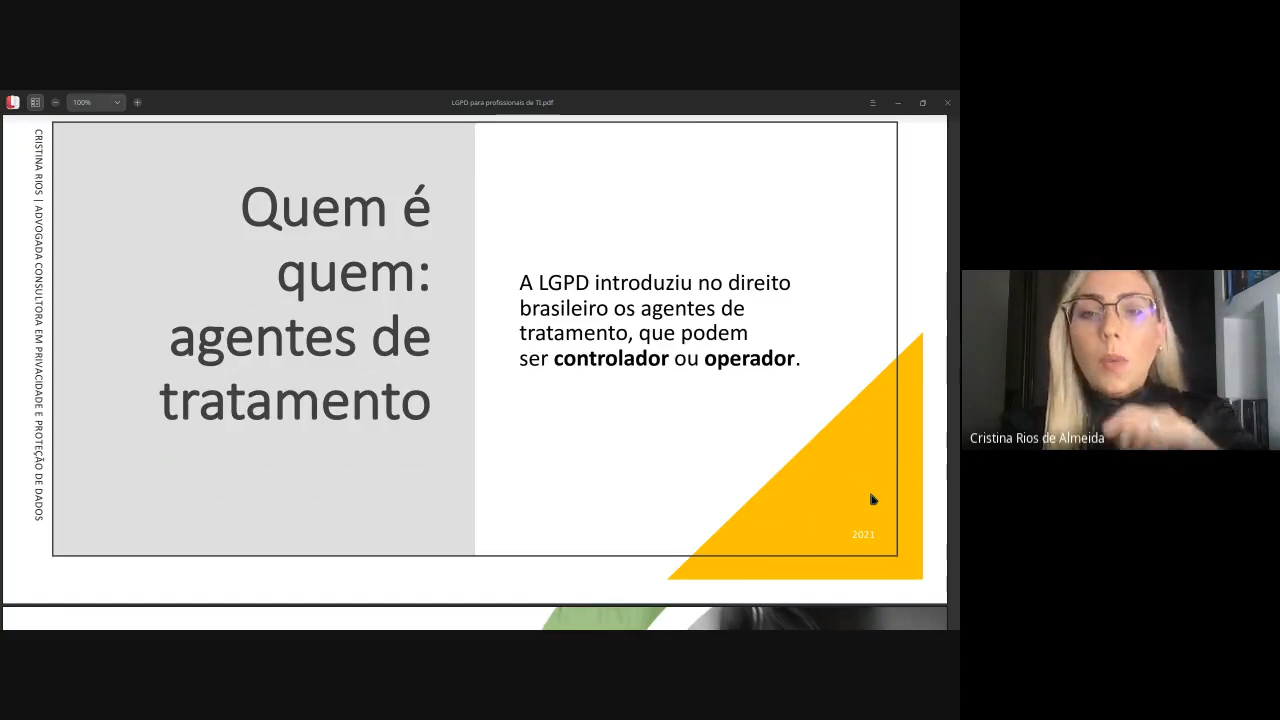 100%
LGPD para profissionais de TI.pdf
CRISTINA RIOS | ADVOGADA CONSULTORA EM PRIVACIDADE E PROTEÇÃO DE DADOS
Quem é
quem:
agentes de
tratamento
A LGPD introduziu no direito
brasileiro os agentes de
tratamento, que podem
ser controlador ou operador.
2021
Cristina Rios de Almeida